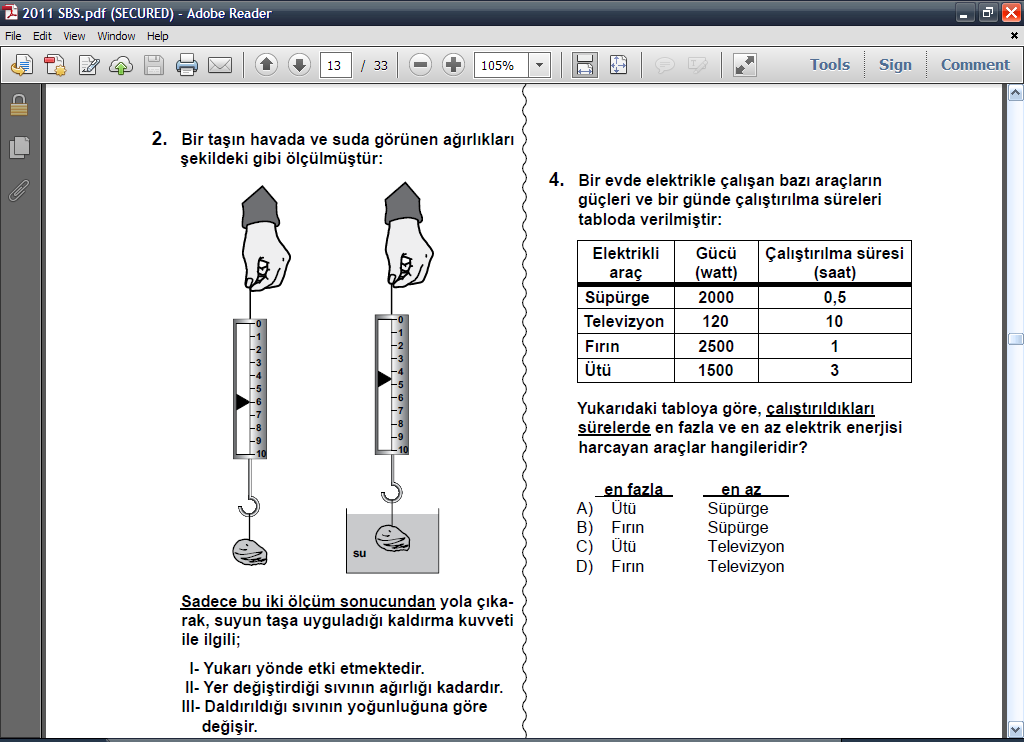 2011 SBS.pdf (SECURED) - Adobe Reader
File Edit View Window Help
13 / 33 105% Tools Sign Comment
2. Bir taşın havada ve suda görünen ağırlıkları
şekildeki gibi ölçülmüştür:
0
1
2
3
4
5
6
7
8
9
10
0
1
2
3
4
5
6
7
8
9
10
su
Sadece bu iki ölçüm sonucundan yola çıka-
rak, suyun taşa uyguladığı kaldırma kuvveti
ile ilgili;
I- Yukarı yönde etki etmektedir.
II- Yer değiştirdiği sıvının ağırlığı kadardır.
III- Daldırıldığı sıvının yoğunluğuna göre
değişir.
4. Bir evde elektrikle çalışan bazı araçların
güçleri ve bir günde çalıştırılma süreleri
tabloda verilmiştir:
Elektrikli Gücü Çalıştırılma süresi
araç (watt) (saat)
Süpürge 2000 0,5
Televizyon 120 10
Fırın 2500 1
Ütü 1500 3
Yukarıdaki tabloya göre, çalıştırıldıkları
sürelerde en fazla ve en az elektrik enerjisi
harcayan araçlar hangileridir?
en fazla en az
A) Ütü Süpürge
B) Fırın Süpürge
C) Ütü Televizyon
D) Fırın Televizyon